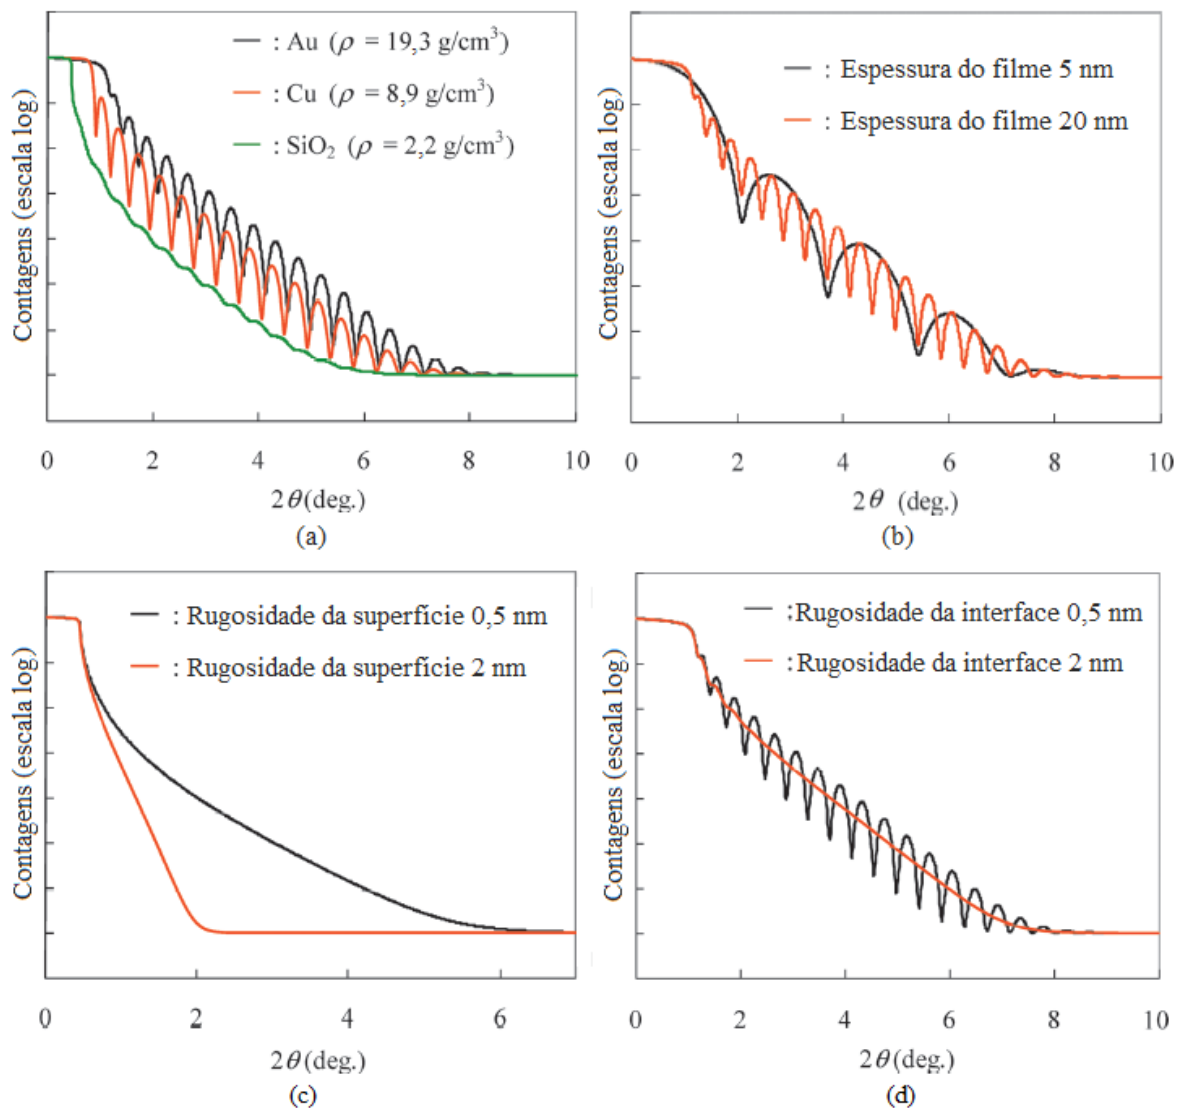 — : Au (ρ = 19,3 g/cm³)
— : Cu (ρ = 8,9 g/cm³)
— : SiO₂ (ρ = 2,2 g/cm³)
Contagens (escala log)
0 2 4 6 8 10
2θ(deg.)
(a)
— : Espessura do filme 5 nm
— : Espessura do filme 20 nm
Contagens (escala log)
0 2 4 6 8 10
2θ (deg.)
(b)
— : Rugosidade da superfície 0,5 nm
— : Rugosidade da superfície 2 nm
Contagens (escala log)
0 2 4 6
2θ(deg.)
(c)
— :Rugosidade da interface 0,5 nm
— :Rugosidade da interface 2 nm
Contagens (escala log)
0 2 4 6 8 10
2θ(deg.)
(d)